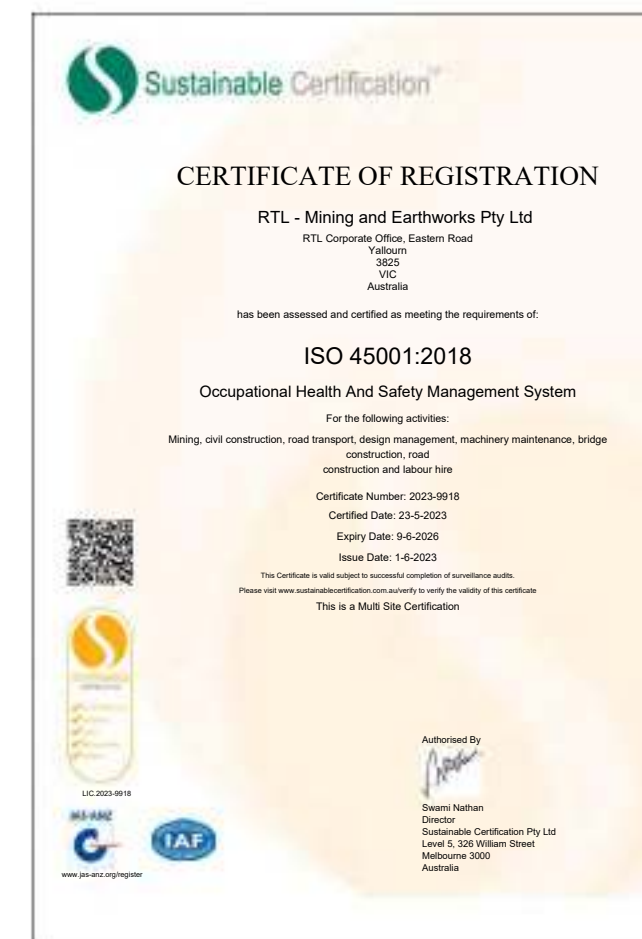 Sustainable Certification™
CERTIFICATE OF REGISTRATION
RTL - Mining and Earthworks Pty Ltd
RTL Corporate Office, Eastern Road
Yallourn
3825
VIC
Australia
has been assessed and certified as meeting the requirements of:
ISO 45001:2018
Occupational Health And Safety Management System
For the following activities:
Mining, civil construction, road transport, design management, machinery maintenance, bridge
construction, road
construction and labour hire
Certificate Number: 2023-9918
Certified Date: 23-5-2023
Expiry Date: 9-6-2026
Issue Date: 1-6-2023
This Certificate is valid subject to successful completion of surveillance audits.
Please visit www.sustainablecertification.com.au/verify to verify the validity of this certificate
This is a Multi Site Certification
LIC.2023-9918
JAS-ANZ
IAF
www.jas-anz.org/register
Authorised By
Swami Nathan
Director
Sustainable Certification Pty Ltd
Level 5, 326 William Street
Melbourne 3000
Australia